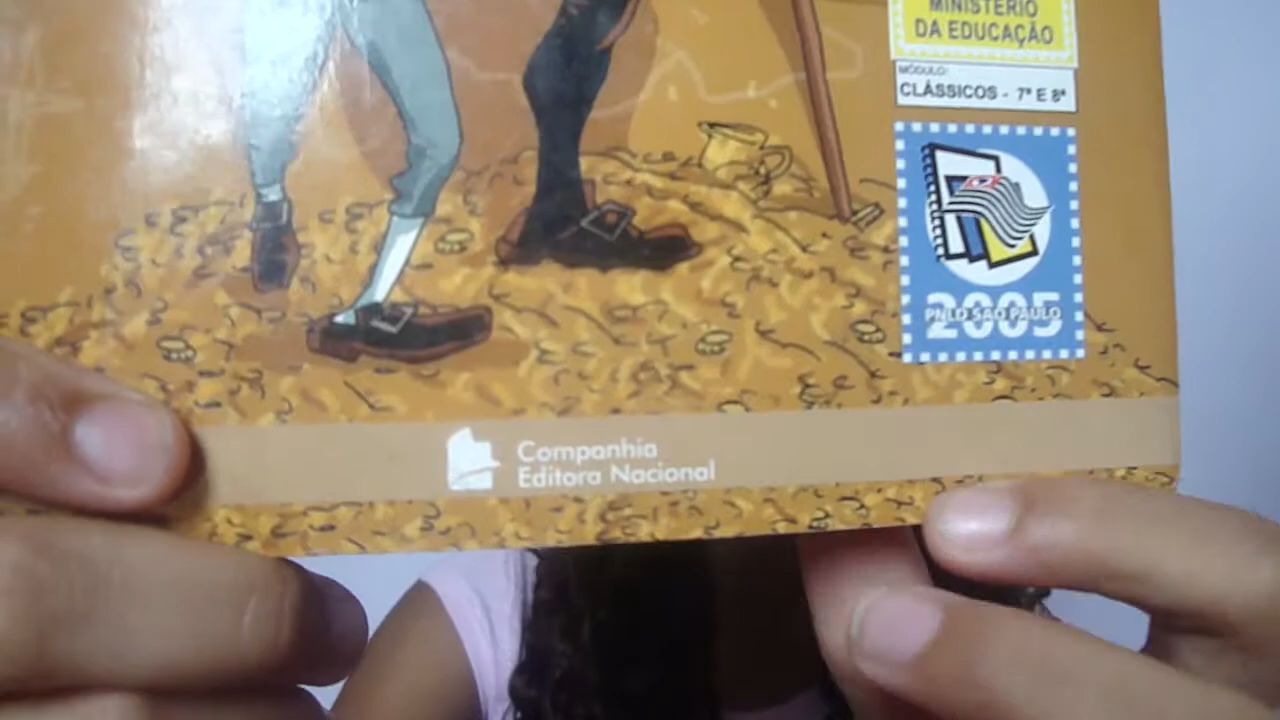 MINISTÉRIO
DA EDUCAÇÃO
MÓDULO:
CLÁSSICOS - 7ª E 8ª
2005
PNLD SÃO PAULO
Companhia
Editora Nacional